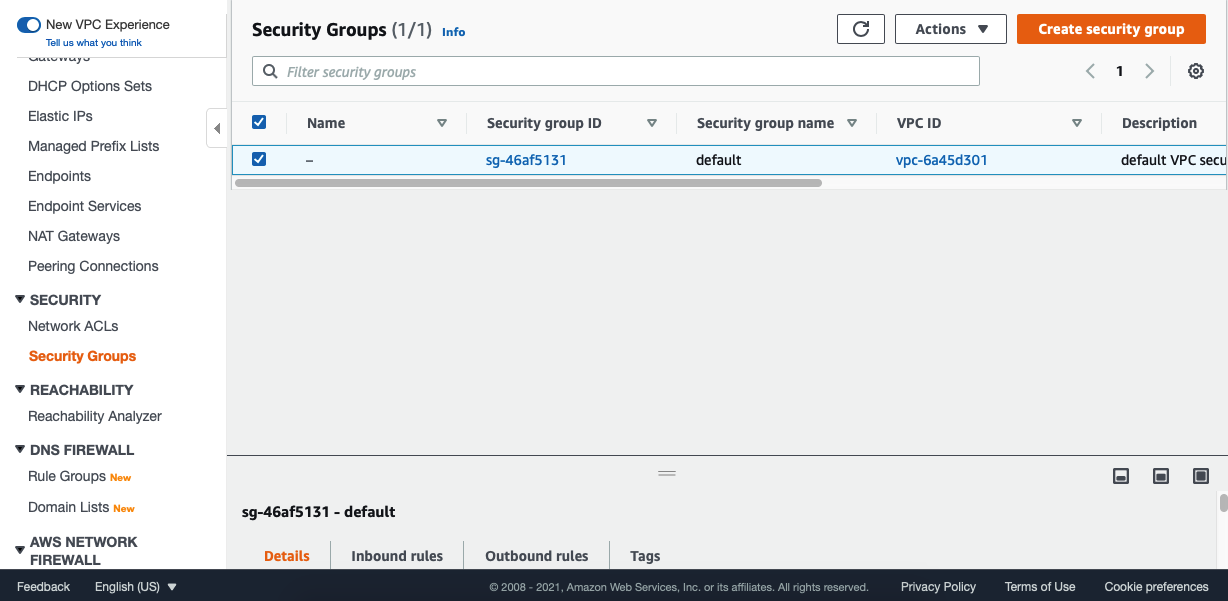 New VPC Experience
Tell us what you think
Gateways
DHCP Options Sets
Elastic IPs
Managed Prefix Lists
Endpoints
Endpoint Services
NAT Gateways
Peering Connections
SECURITY
Network ACLs
Security Groups
REACHABILITY
Reachability Analyzer
DNS FIREWALL
Rule Groups New
Domain Lists New
AWS NETWORK
FIREWALL
Security Groups (1/1) Info
Actions
Create security group
Filter security groups
1
Name Security group ID Security group name VPC ID Description
– sg-46af5131 default vpc-6a45d301 default VPC secu
sg-46af5131 - default
Details Inbound rules Outbound rules Tags
Feedback English (US) © 2008 - 2021, Amazon Web Services, Inc. or its affiliates. All rights reserved. Privacy Policy Terms of Use Cookie preferences